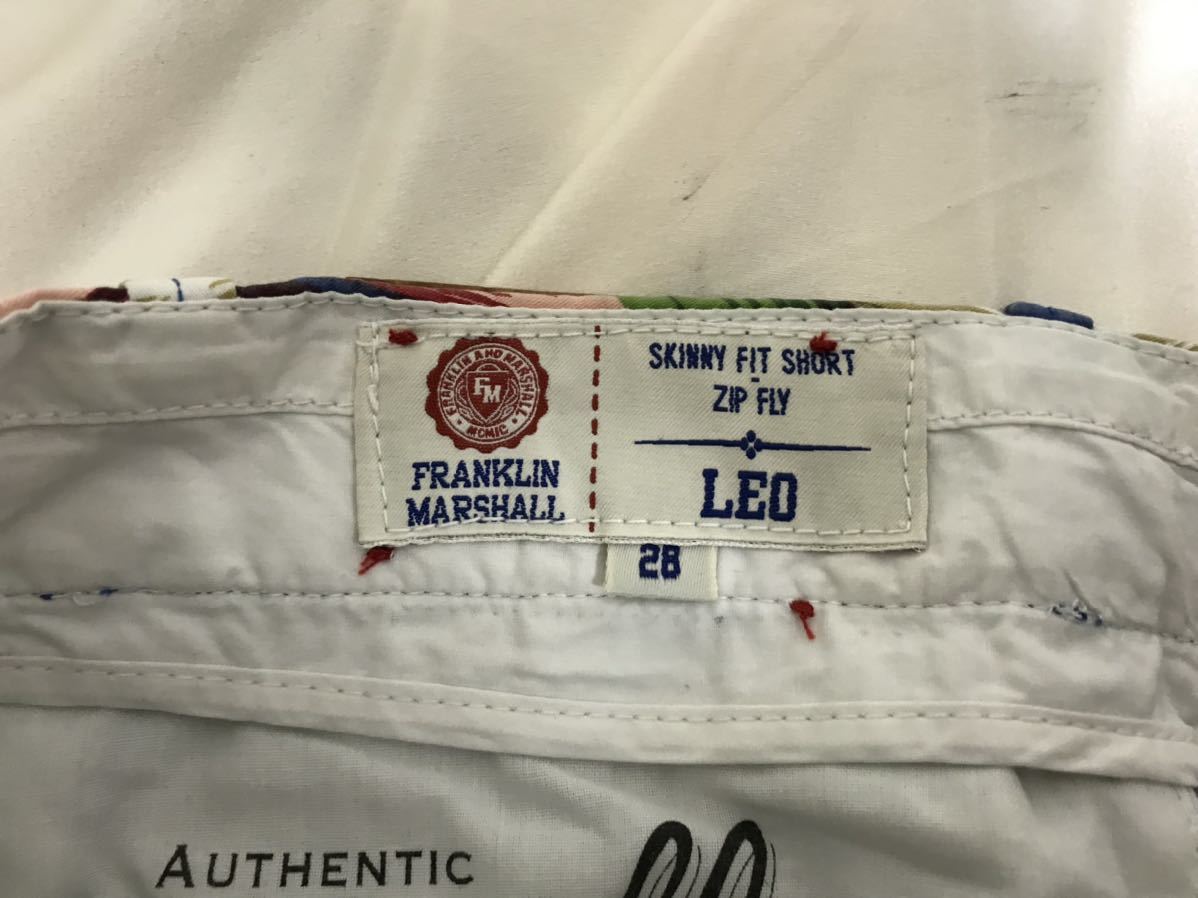 FRANKLIN AND MARSHALL
FM
MCMIC
FRANKLIN
MARSHALL
SKINNY FIT SHORT
-
ZIP FLY
LEO
28
AUTHENTIC